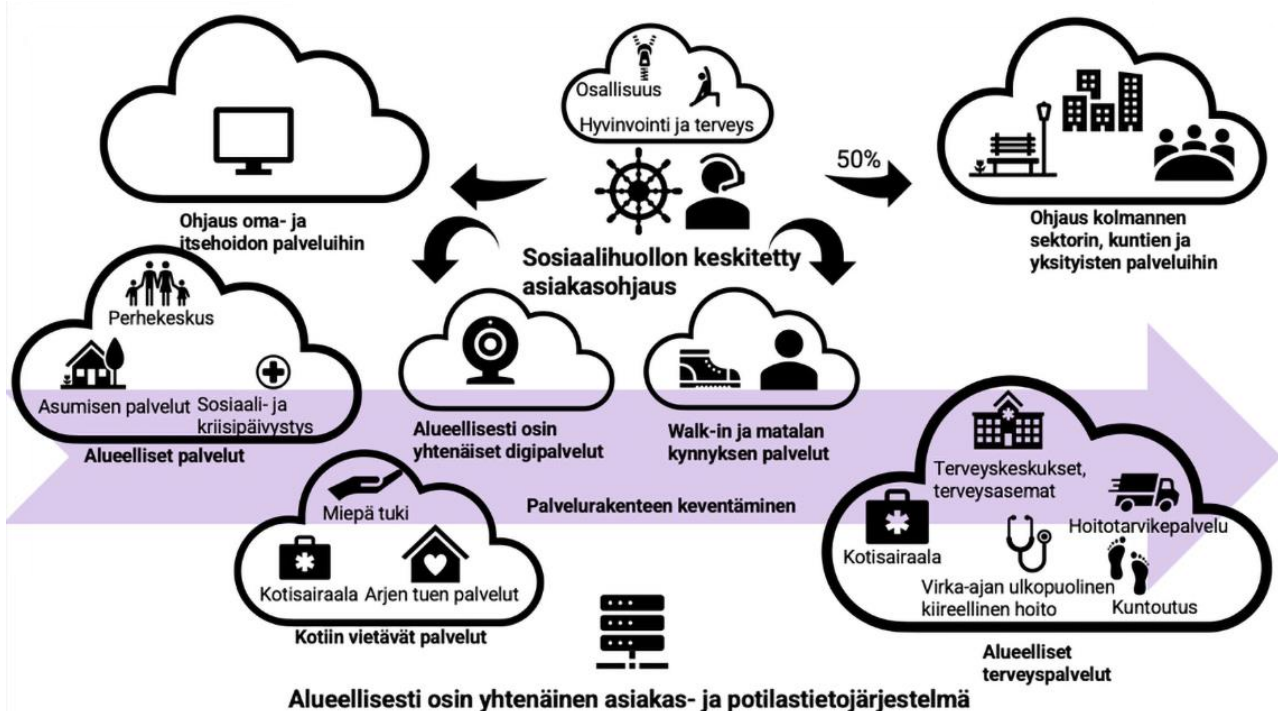 Osallisuus
Hyvinvointi ja terveys
50%
Ohjaus oma- ja
itsehoidon palveluihin
Sosiaalihuollon keskitetty
asiakasohjaus
Ohjaus kolmannen
sektorin, kuntien ja
yksityisten palveluihin
Perhekeskus
Asumisen palvelut
Sosiaali- ja
kriisipäivystys
Alueelliset palvelut
Alueellisesti osin
yhtenäiset digipalvelut
Walk-in ja matalan
kynnyksen palvelut
Palvelurakenteen keventäminen
Miepä tuki
Kotisairaala
Arjen tuen palvelut
Kotiin vietävät palvelut
Terveyskeskukset,
terveysasemat
Hoitotarvikepalvelu
Kotisairaala
Virka-ajan ulkopuolinen
kiireellinen hoito
Kuntoutus
Alueelliset
terveyspalvelut
Alueellisesti osin yhtenäinen asiakas- ja potilastietojärjestelmä